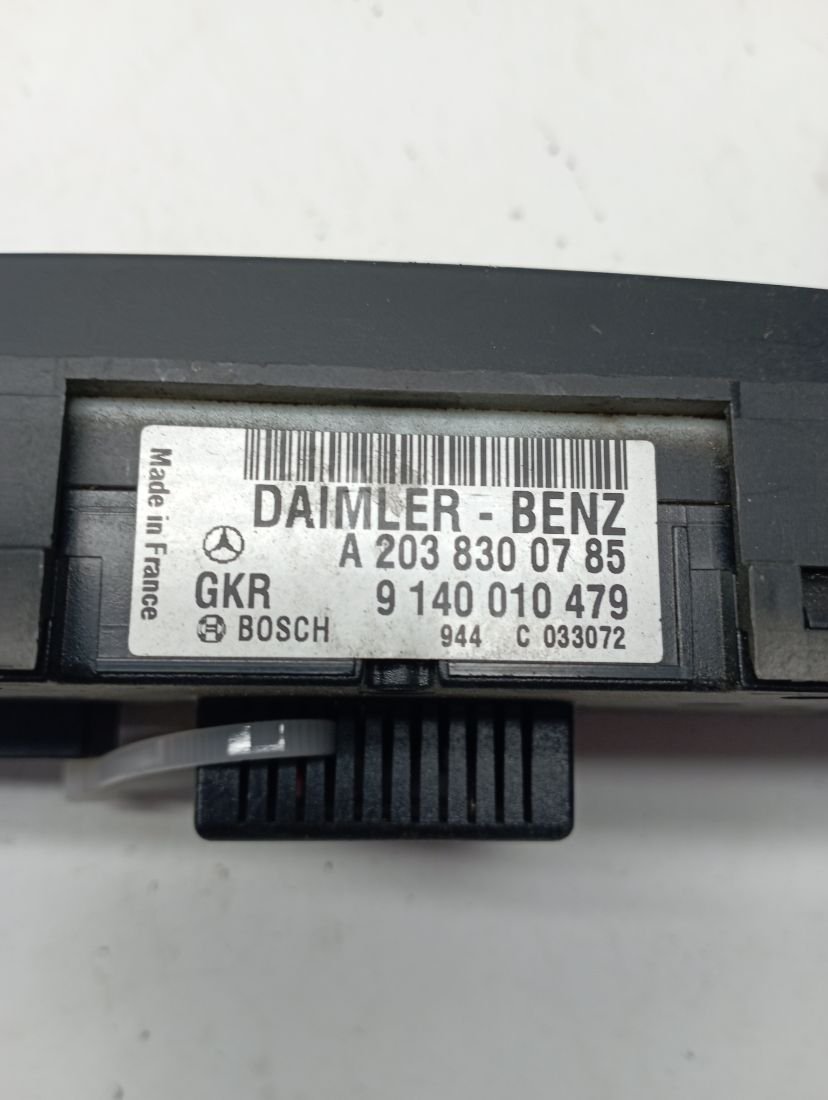 Made in France
DAIMLER - BENZ
A 203 830 07 85
GKR 9 140 010 479
BOSCH 944 C 033072